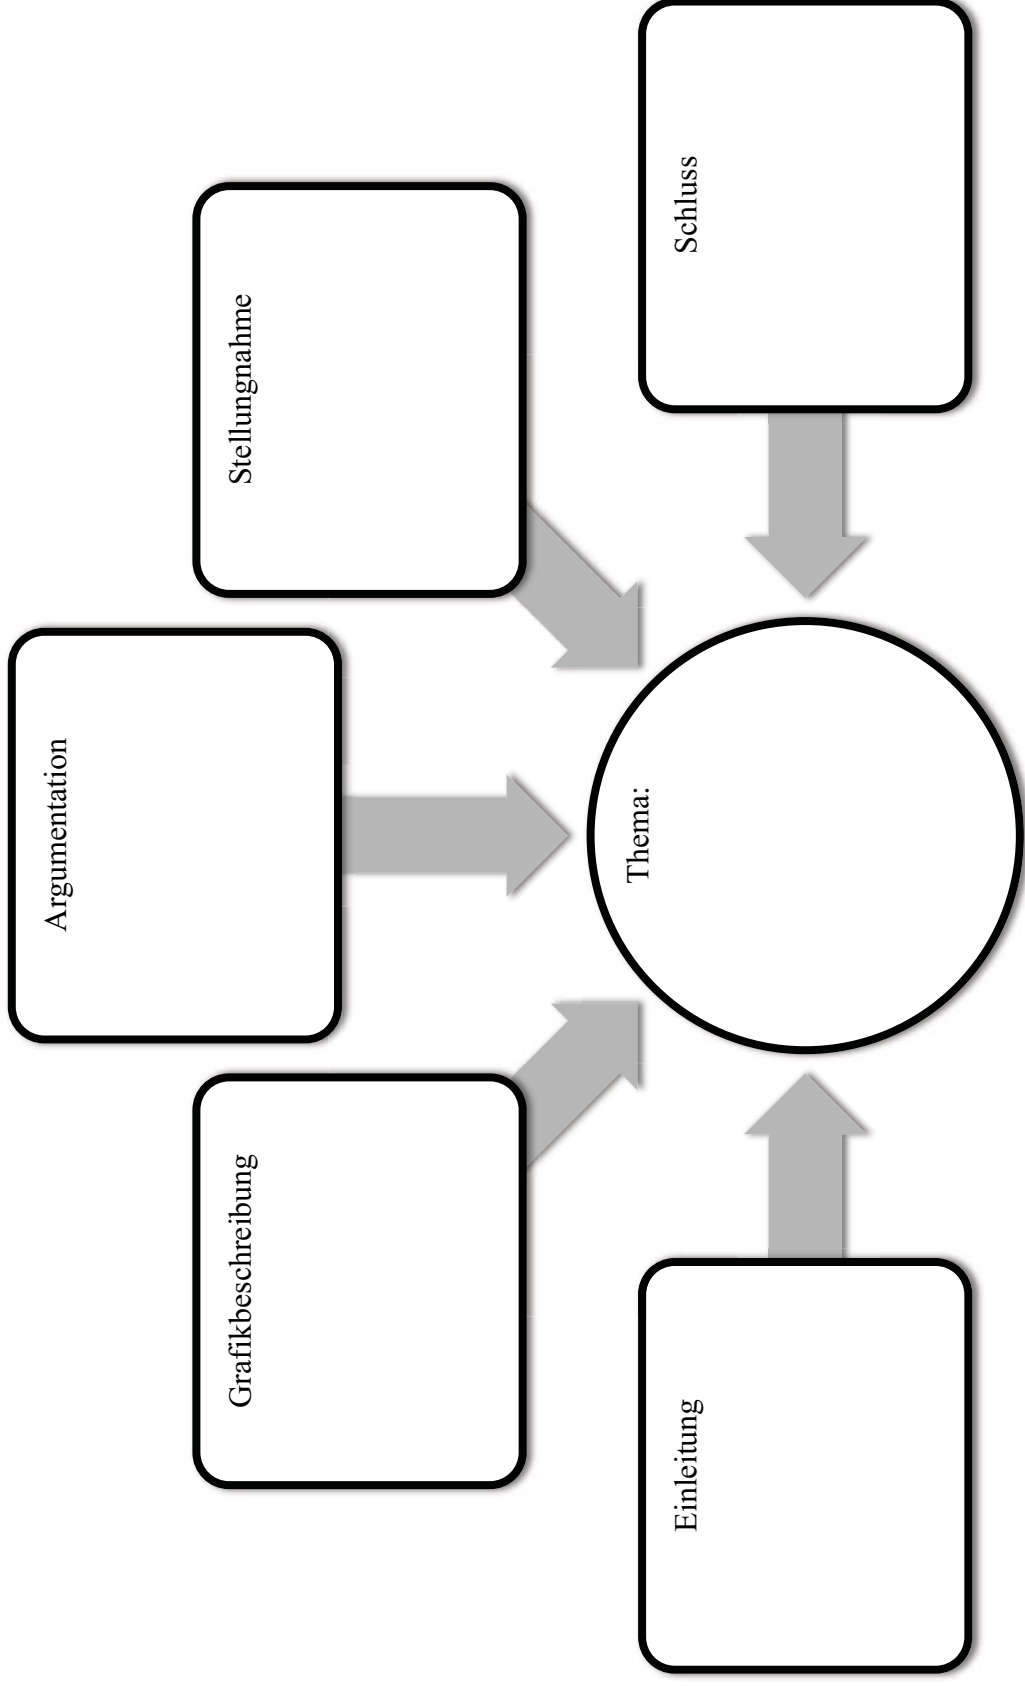 Einleitung
Grafikbeschreibung
Argumentation
Stellungnahme
Schluss
Thema: